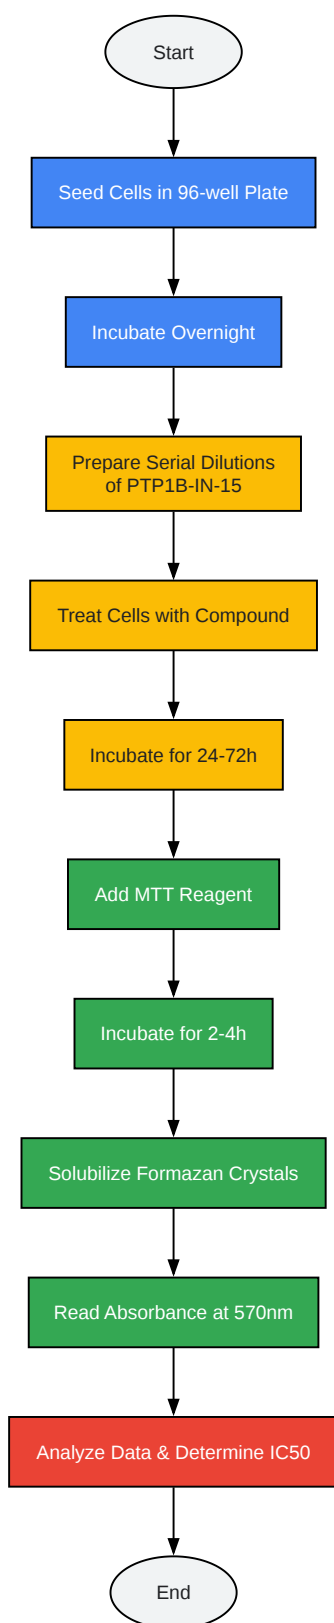 Start
Seed Cells in 96-well Plate
Incubate Overnight
Prepare Serial Dilutions
of PTP1B-IN-15
Treat Cells with Compound
Incubate for 24-72h
Add MTT Reagent
Incubate for 2-4h
Solubilize Formazan Crystals
Read Absorbance at 570nm
Analyze Data & Determine IC50
End